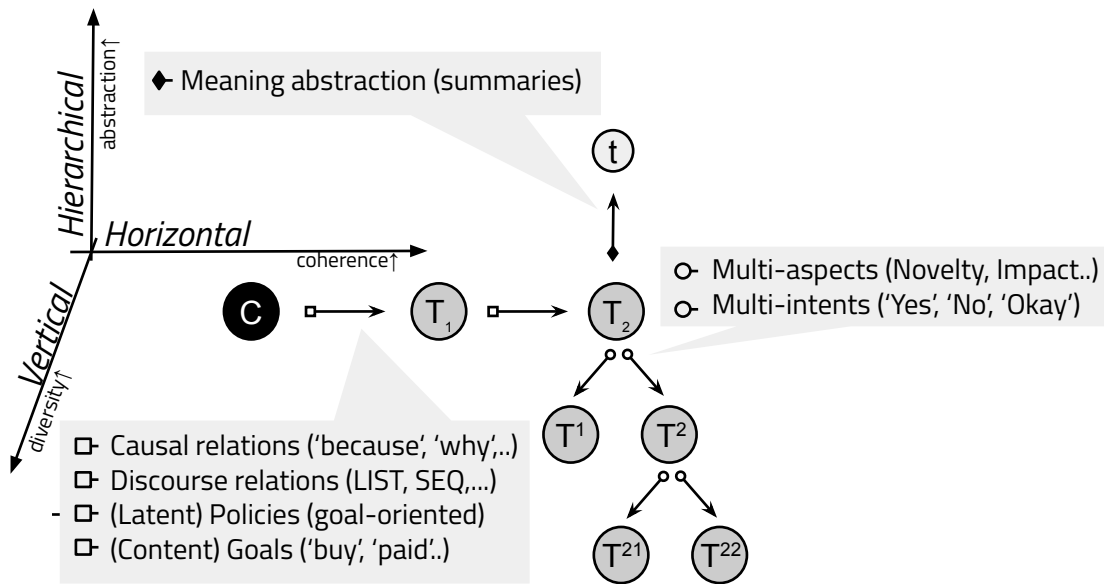 Hierarchical
abstraction↑
Meaning abstraction (summaries)
t
Horizontal
coherence↑
Multi-aspects (Novelty, Impact..)
Multi-intents (‘Yes’, ‘No’, ‘Okay’)
C
T₁
T₂
Vertical
diversity↑
T¹
T²
Causal relations (‘because’, ‘why’,..)
Discourse relations (LIST, SEQ,...)
(Latent) Policies (goal-oriented)
(Content) Goals (‘buy’, ‘paid’..)
T²¹
T²²